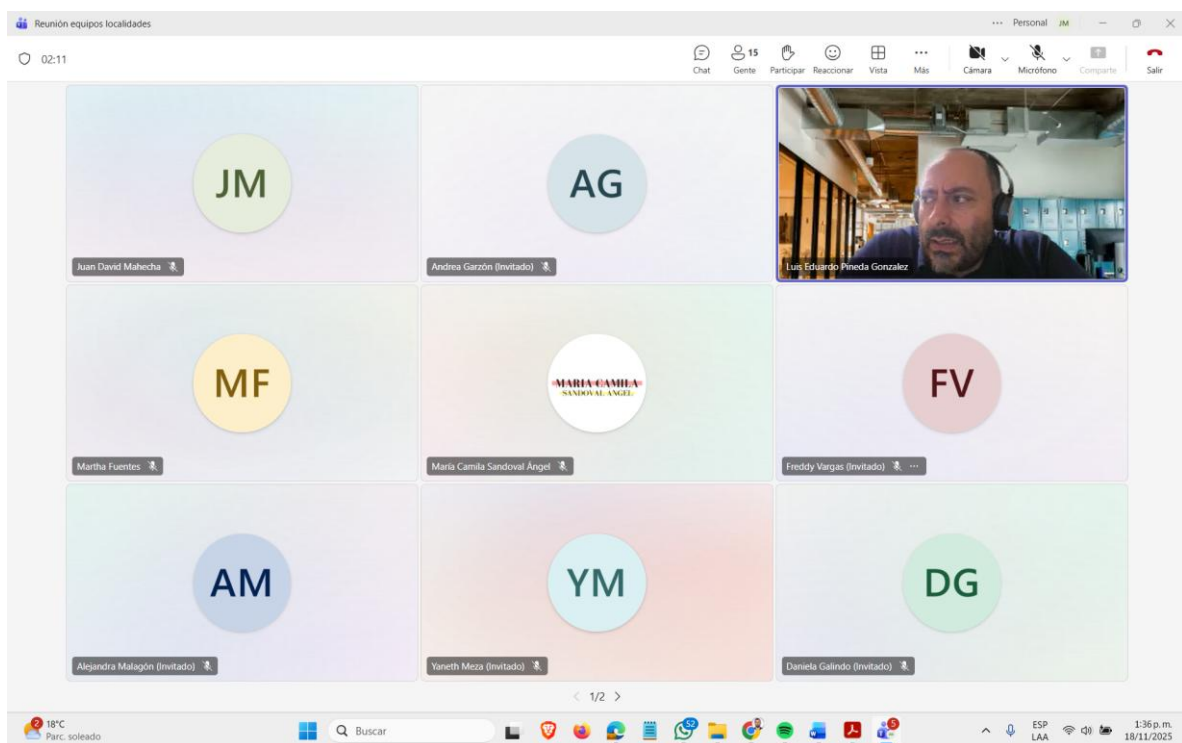 Reunión equipos localidades
... Personal JM
02:11
15
Chat Gente Participar Reaccionar Vista Más Cámara Micrófono Comparte Salir
JM
AG
Juan David Mahecha
Andrea Garzón (Invitado)
Luis Eduardo Pineda Gonzalez
MF
MARIA CAMILA
SANDOVAL ANGEL
FV
Martha Fuentes
María Camila Sandoval Ángel
Freddy Vargas (Invitado) ...
AM
YM
DG
Alejandra Malagón (Invitado)
Yaneth Meza (Invitado)
Daniela Galindo (Invitado)
< 1/2 >
2
18°C
Parc. soleado
Buscar
52
5
ESP
LAA
1:36 p. m.
18/11/2025